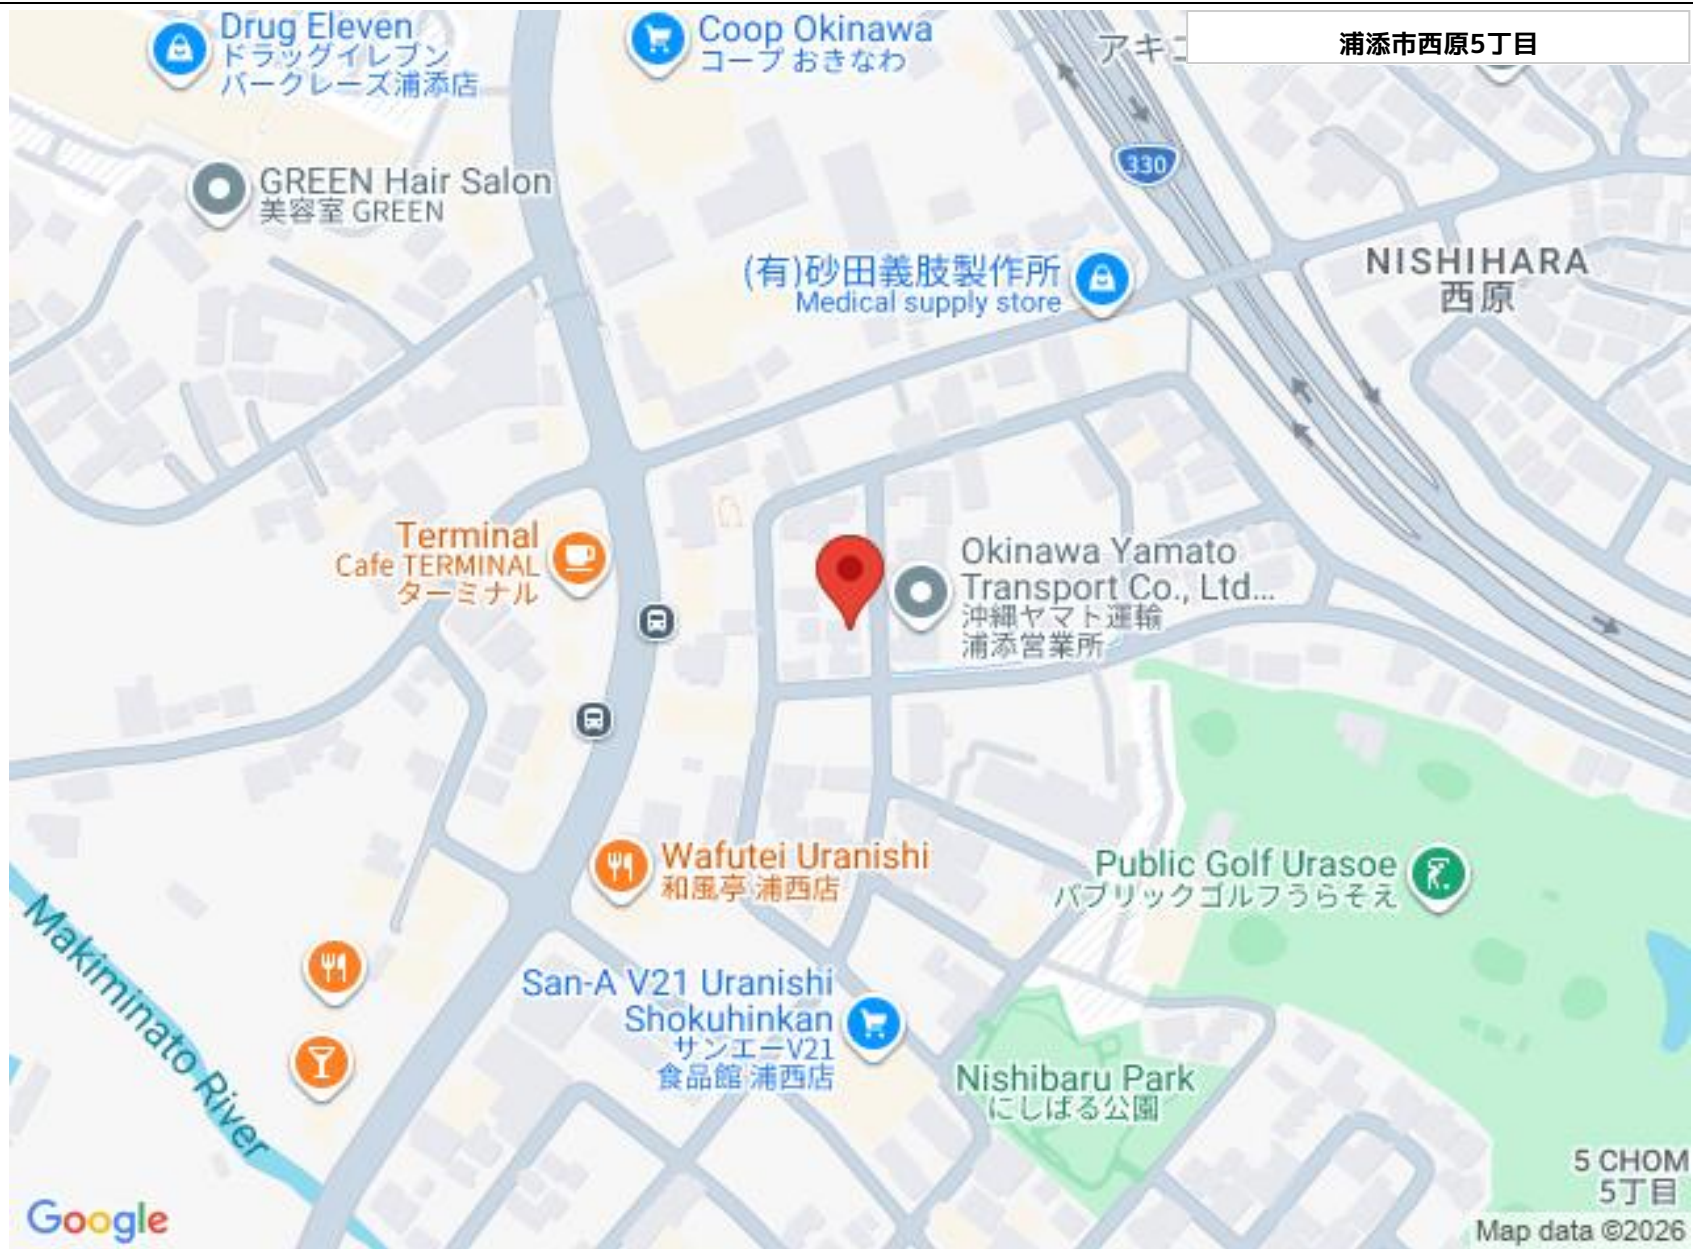 Drug Eleven
ドラッグイレブン
バークレーズ浦添店
Coop Okinawa
コープ おきなわ
アキ
浦添市西原5丁目
330
GREEN Hair Salon
美容室 GREEN
(有)砂田義肢製作所
Medical supply store
NISHIHARA
西原
Terminal
Cafe TERMINAL
ターミナル
Okinawa Yamato
Transport Co., Ltd...
沖縄ヤマト運輸
浦添営業所
Wafutei Uranishi
和風亭 浦西店
Public Golf Urasoe
パブリックゴルフうらそえ
Makiminato River
San-A V21 Uranishi
Shokuhinkan
サンエーV21
食品館 浦西店
Nishibaru Park
にしばる公園
5 CHOM
5丁目
Google
Map data ©2026